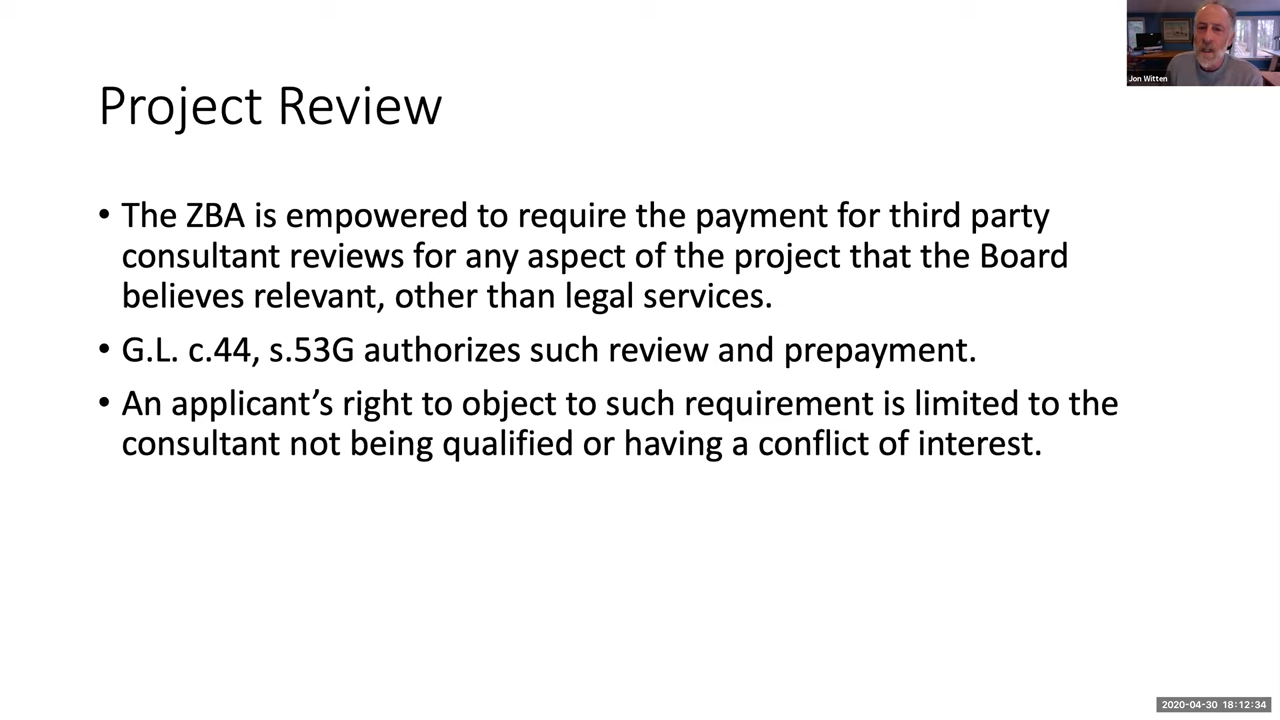 Jon Witten
Project Review
• The ZBA is empowered to require the payment for third party
consultant reviews for any aspect of the project that the Board
believes relevant, other than legal services.
• G.L. c.44, s.53G authorizes such review and prepayment.
• An applicant’s right to object to such requirement is limited to the
consultant not being qualified or having a conflict of interest.
2020-04-30 18:12:34